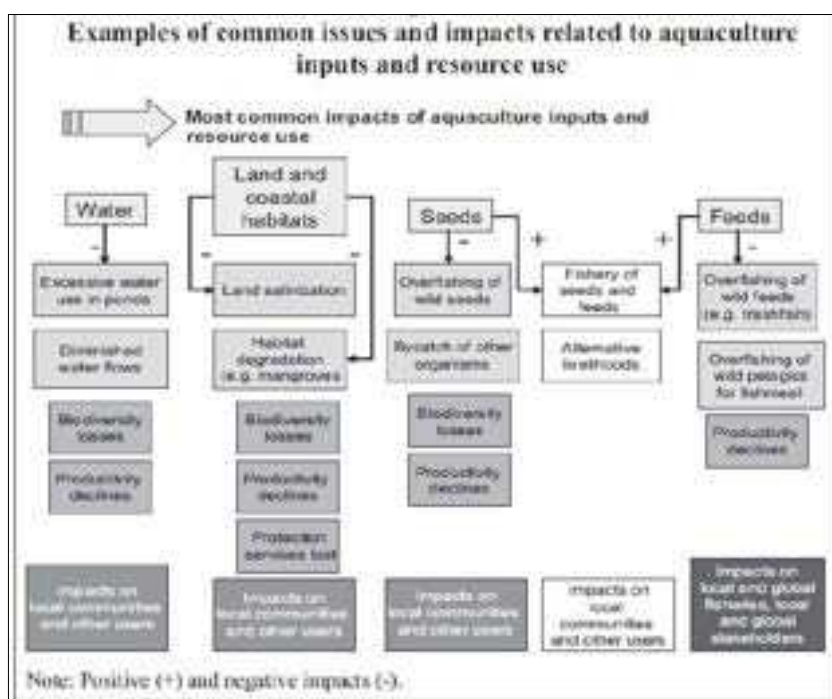 Examples of common issues and impacts related to aquaculture
inputs and resource use
Most common impacts of aquaculture inputs and
resource use
Water
Land and
coastal
habitats
Seeds
Feeds
-
-
-
-
+
+
-
Excessive water
use in ponds
Land salinization
Overfishing of
wild seeds
Fishery of
seeds and
feeds
Overfishing of
wild feeds
(e.g. trashfish)
Diminished
water flows
Habitat
degradation
(e.g. mangroves)
Bycatch of other
organisms
Alternative
livelihoods
Overfishing of
wild pelagics
for fishmeal
Biodiversity
losses
Biodiversity
losses
Biodiversity
losses
Productivity
declines
Productivity
declines
Productivity
declines
Productivity
declines
Protection
services lost
Impacts on
local communities
and other users
Impacts on
local communities
and other users
Impacts on
local communities
and other users
Impacts on
local
communities
and other users
Impacts on
local and global
fisheries, local
and global
stakeholders
Note: Positive (+) and negative impacts (-).